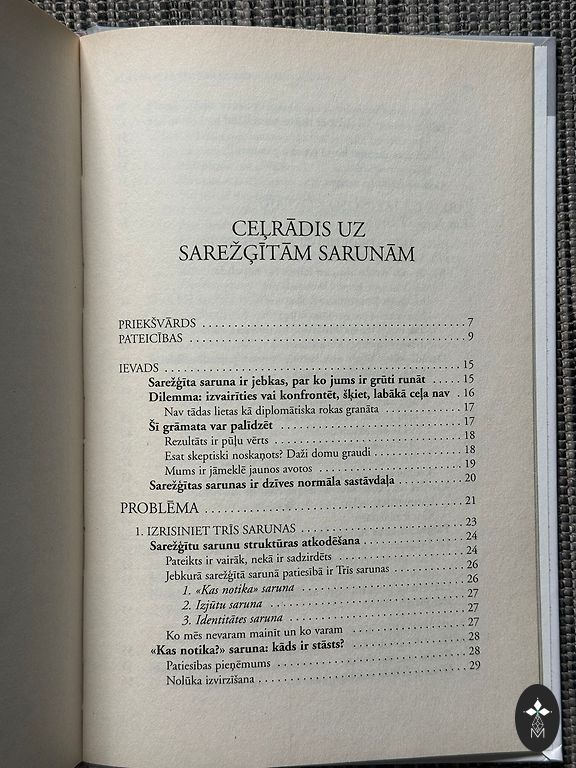 CEĻRĀDIS UZ
SAREŽĢĪTĀM SARUNĀM
PRIEKŠVĀRDS . . . . . . . . . . . . . . . . . . . . . . . . . . . . . . . . . . . . . . . . 7
PATEICĪBAS . . . . . . . . . . . . . . . . . . . . . . . . . . . . . . . . . . . . . . . . . . 9
IEVADS . . . . . . . . . . . . . . . . . . . . . . . . . . . . . . . . . . . . . . . . . . . . . . 15
Sarežģīta saruna ir jebkas, par ko jums ir grūti runāt . . . . . 15
Dilemma: izvairīties vai konfrontēt, šķiet, labākā ceļa nav . 16
Nav tādas lietas kā diplomātiska rokas granāta . . . . . . . . . . . . 17
Šī grāmata var palīdzēt . . . . . . . . . . . . . . . . . . . . . . . . . . . . . 17
Rezultāts ir pūļu vērts . . . . . . . . . . . . . . . . . . . . . . . . . . . . . . 18
Esat skeptiski noskaņots? Daži domu graudi . . . . . . . . . . . . . . 18
Mums ir jāmeklē jaunos avotos . . . . . . . . . . . . . . . . . . . . . . . 19
Sarežģītas sarunas ir dzīves normāla sastāvdaļa . . . . . . . . . . 20
PROBLĒMA . . . . . . . . . . . . . . . . . . . . . . . . . . . . . . . . . . . . . . . . 21
1. IZRISINIET TRĪS SARUNAS . . . . . . . . . . . . . . . . . . . . . . . . . . 23
Sarežģītu sarunu struktūras atkodēšana . . . . . . . . . . . . . . . . . 24
Pateikts ir vairāk, nekā ir sadzirdēts . . . . . . . . . . . . . . . . . . . . . 24
Jebkurā sarežģītā sarunā patiesībā ir Trīs sarunas . . . . . . . . . . . 26
1. «Kas notika» saruna . . . . . . . . . . . . . . . . . . . . . . . . . . . . 26
2. Izjūtu saruna . . . . . . . . . . . . . . . . . . . . . . . . . . . . . . . . . 27
3. Identitātes saruna . . . . . . . . . . . . . . . . . . . . . . . . . . . . . . 27
Ko mēs nevaram mainīt un ko varam . . . . . . . . . . . . . . . . . . . 27
«Kas notika?» saruna: kāds ir stāsts? . . . . . . . . . . . . . . . . . . . 28
Patiesības pieņēmums . . . . . . . . . . . . . . . . . . . . . . . . . . . . . . . 28
Nolūka izvirzīšana . . . . . . . . . . . . . . . . . . . . . . . . . . . . . . . . . . 29
M